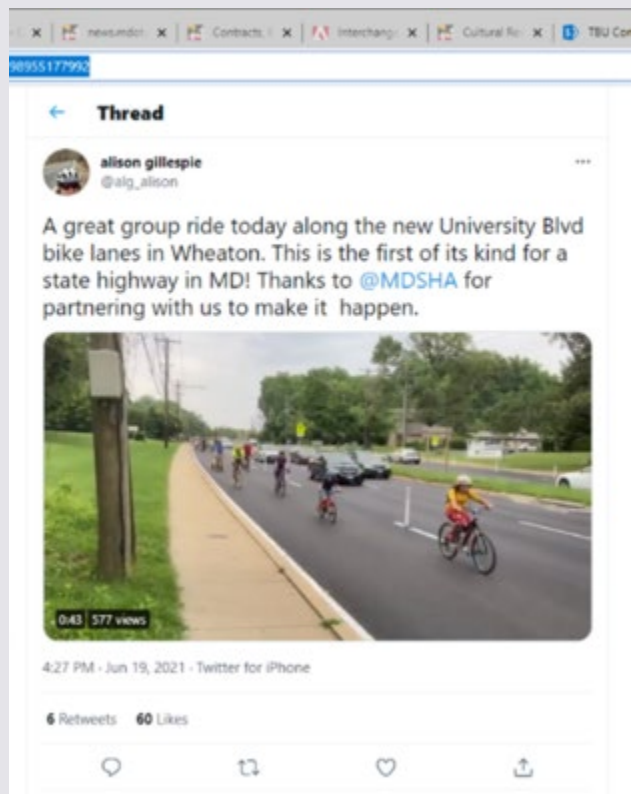 newsmdot
Contracts, I
Interchang
Cultural Re
TBU Con
98955177992
Thread
alison gillespie
@alg_alison
A great group ride today along the new University Blvd
bike lanes in Wheaton. This is the first of its kind for a
state highway in MD! Thanks to @MDSHA for
partnering with us to make it happen.
0:43 577 views
4:27 PM · Jun 19, 2021 · Twitter for iPhone
6 Retweets 60 Likes